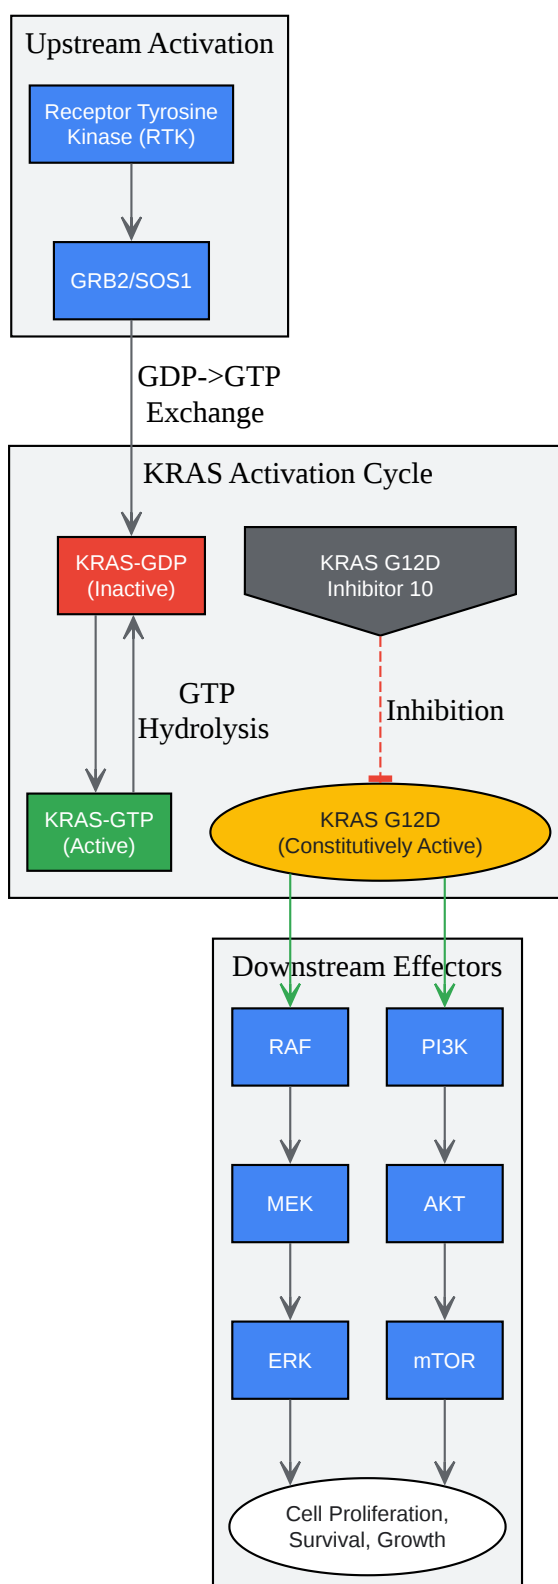 Upstream Activation
Receptor Tyrosine
Kinase (RTK)
GRB2/SOS1
GDP->GTP
Exchange
KRAS Activation Cycle
KRAS-GDP
(Inactive)
KRAS G12D
Inhibitor 10
GTP
Hydrolysis
Inhibition
KRAS-GTP
(Active)
KRAS G12D
(Constitutively Active)
Downstream Effectors
RAF
PI3K
MEK
AKT
ERK
mTOR
Cell Proliferation,
Survival, Growth